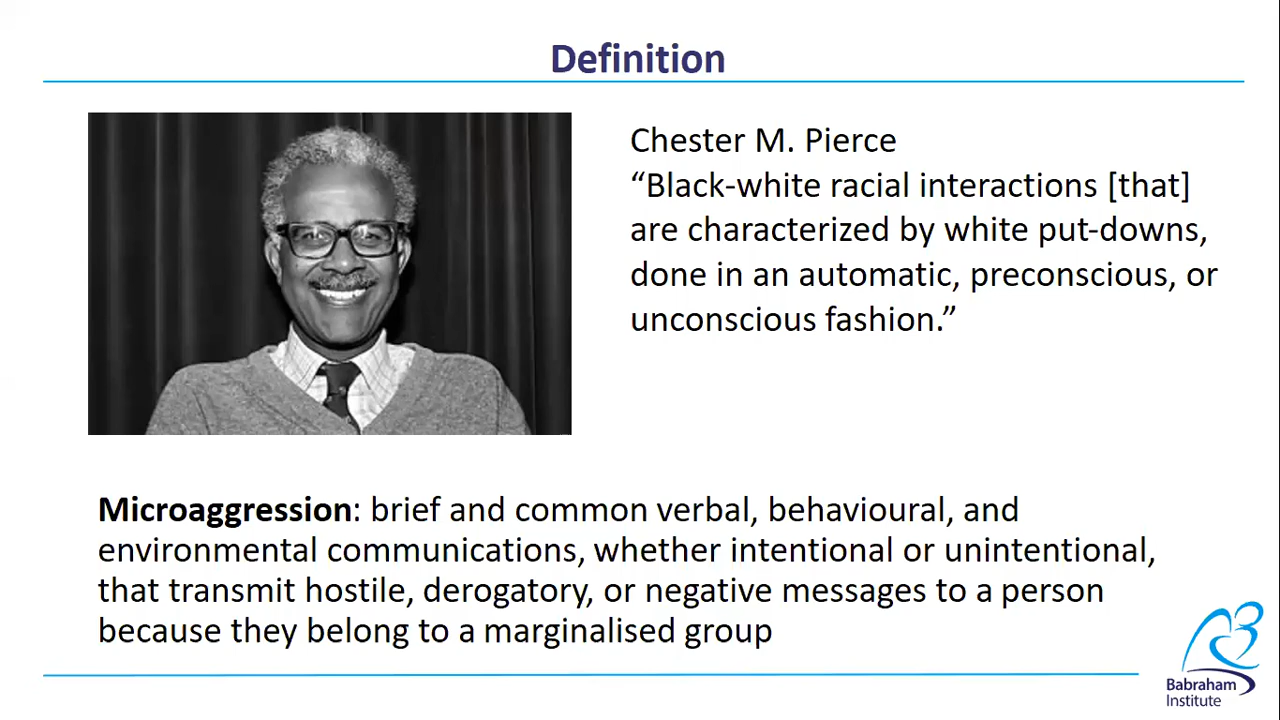 Definition
Chester M. Pierce
“Black-white racial interactions [that]
are characterized by white put-downs,
done in an automatic, preconscious, or
unconscious fashion.”
Microaggression: brief and common verbal, behavioural, and
environmental communications, whether intentional or unintentional,
that transmit hostile, derogatory, or negative messages to a person
because they belong to a marginalised group
Babraham
Institute